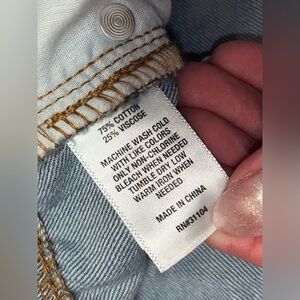 75% COTTON
25% VISCOSE
MACHINE WASH COLD
WITH LIKE COLORS
ONLY NON-CHLORINE
BLEACH WHEN NEEDED
TUMBLE DRY LOW
WARM IRON WHEN
NEEDED
MADE IN CHINA
RN#31104